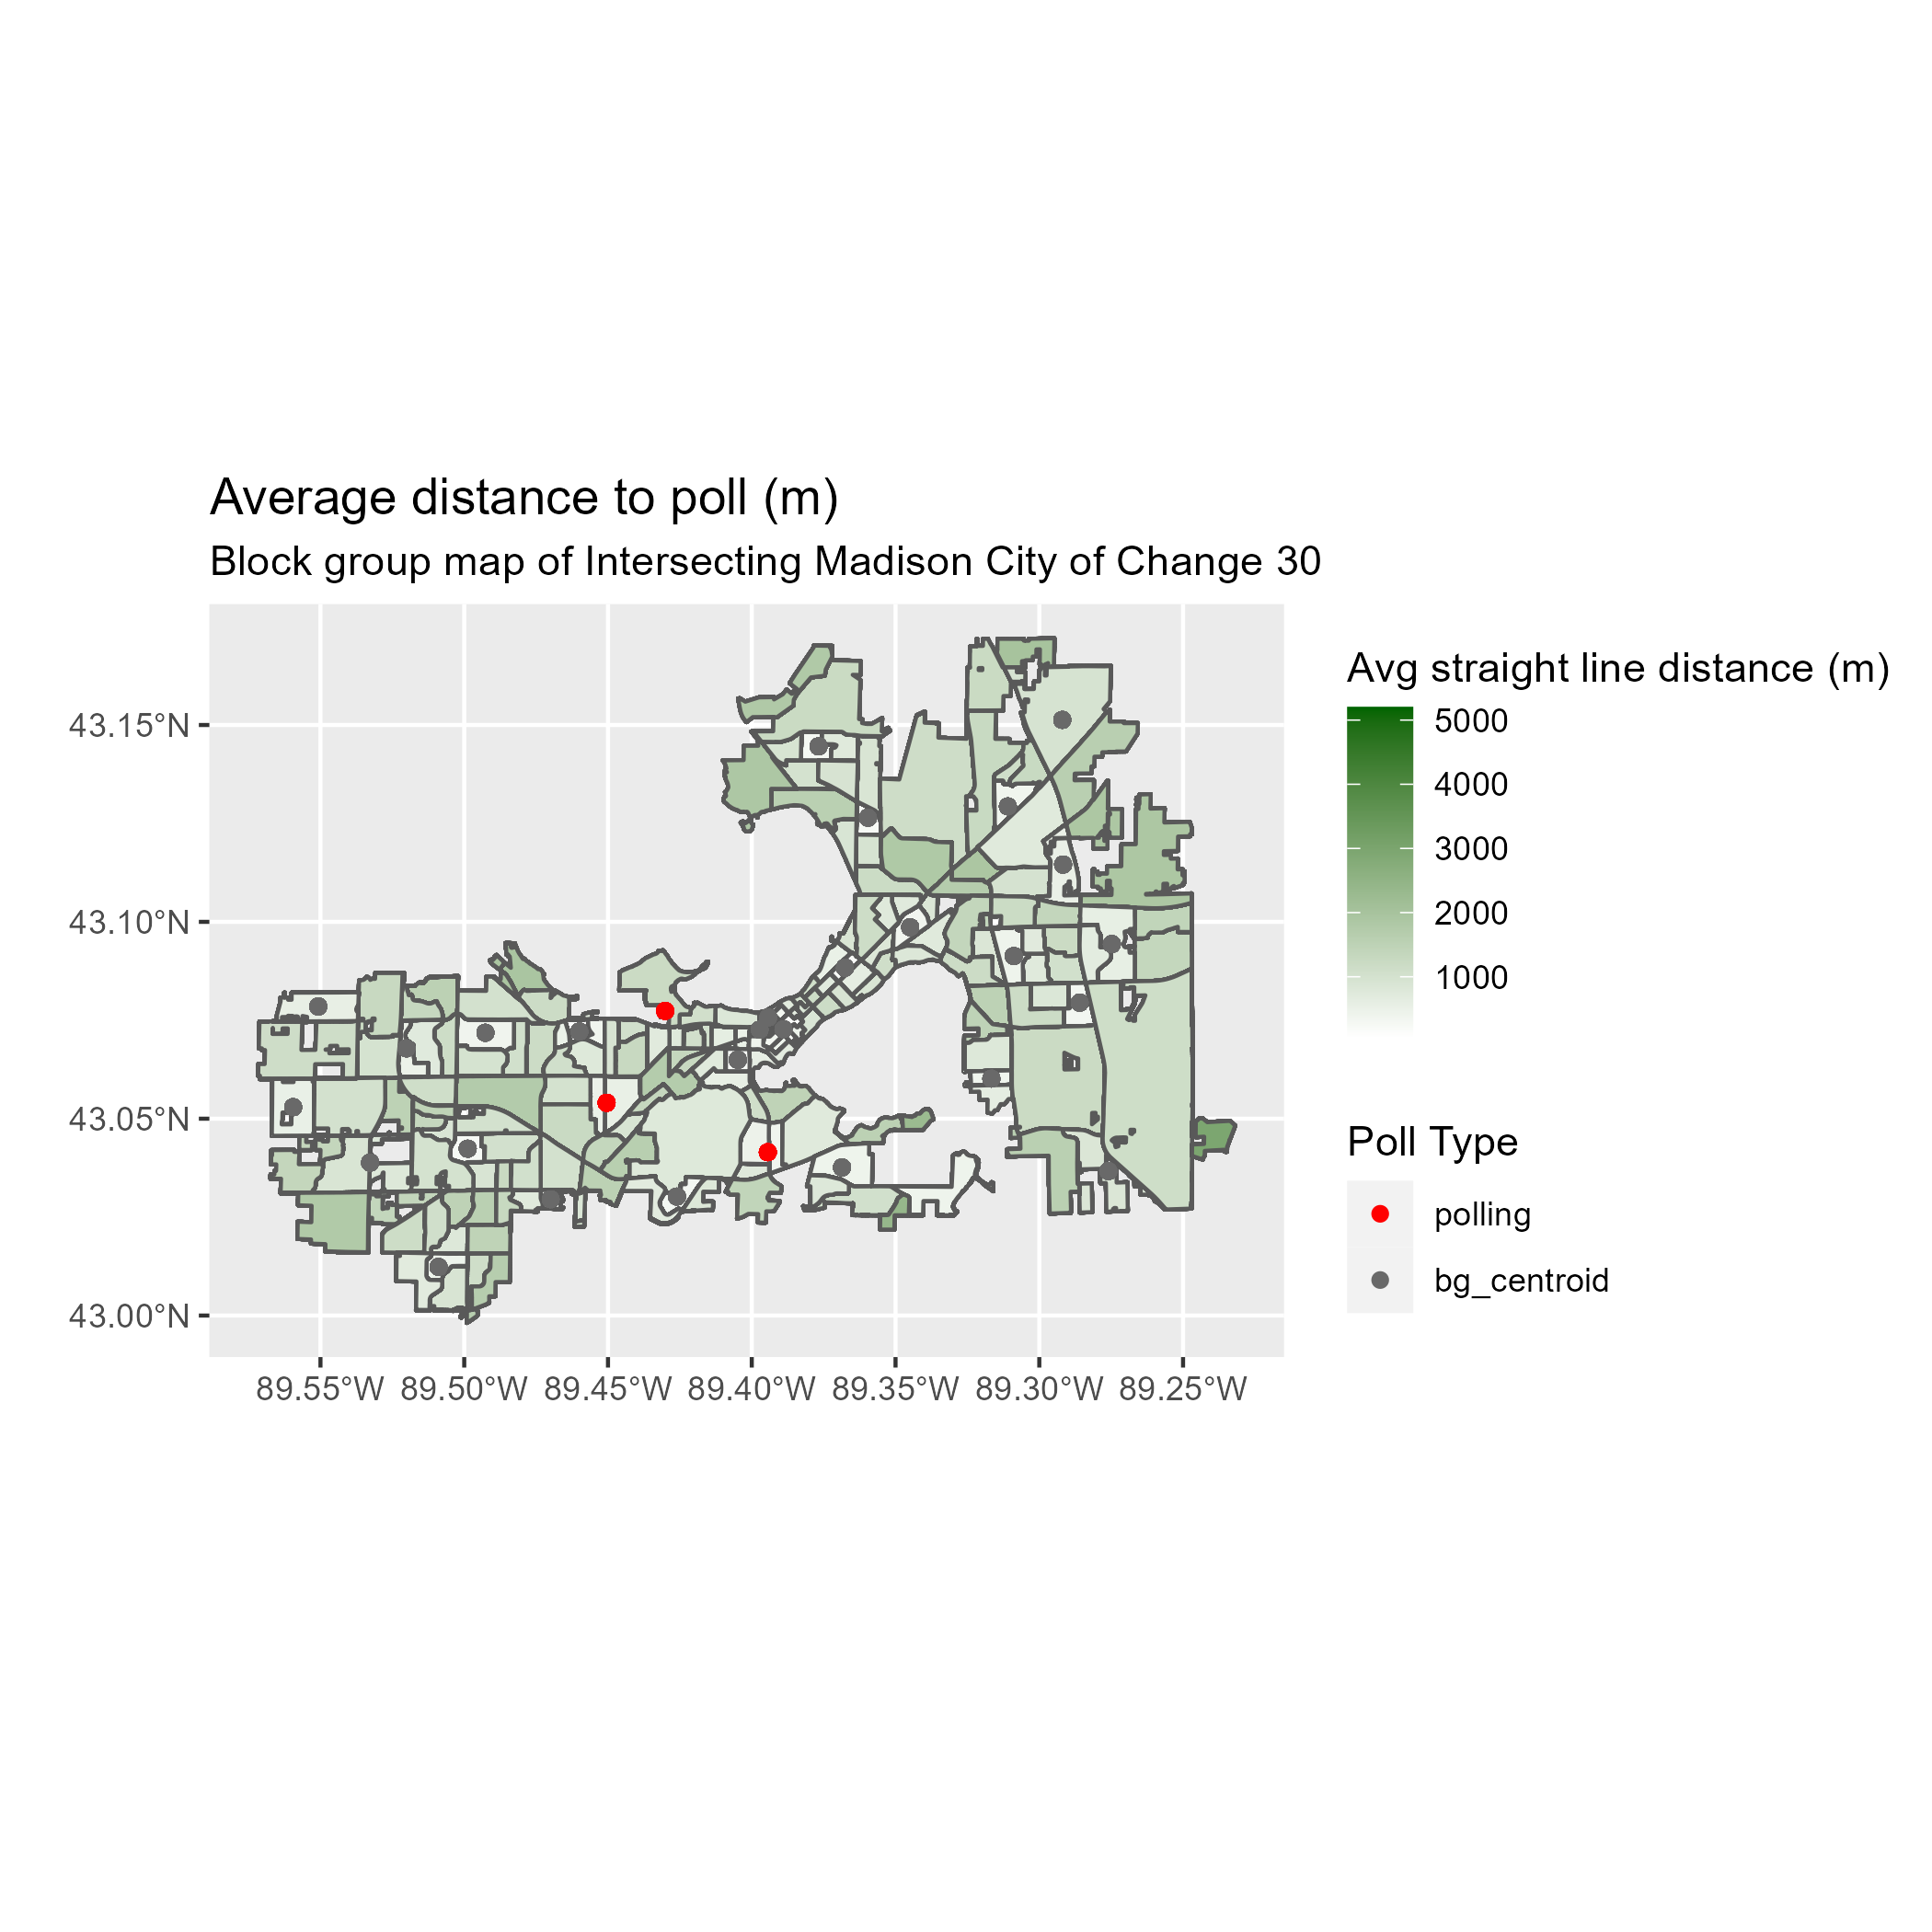 Average distance to poll (m)
Block group map of Intersecting Madison City of Change 30
43.15°N
43.10°N
43.05°N
43.00°N
89.55°W 89.50°W 89.45°W 89.40°W 89.35°W 89.30°W 89.25°W
Avg straight line distance (m)
5000
4000
3000
2000
1000
Poll Type
polling
bg_centroid